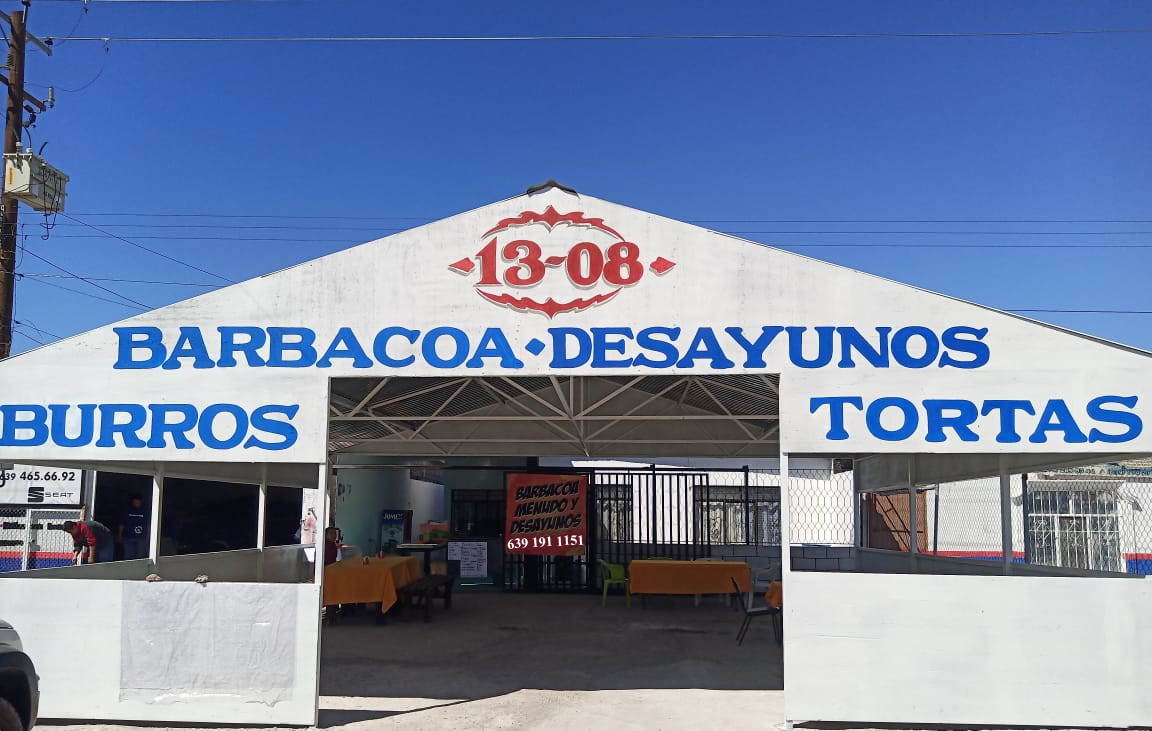 13-08
BARBACOA • DESAYUNOS
BURROS
TORTAS
639 465.66.92
SEAT
BARBACOA
MENUDO Y
DESAYUNOS
639 191 1151